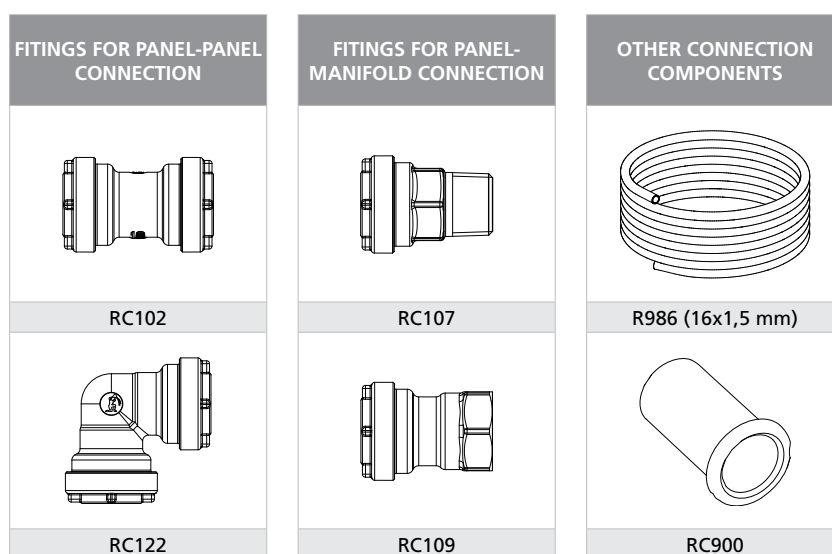 FITINGS FOR PANEL-PANEL
CONNECTION
FITINGS FOR PANEL-
MANIFOLD CONNECTION
OTHER CONNECTION
COMPONENTS
RC102
RC107
R986 (16x1,5 mm)
RC122
RC109
RC900